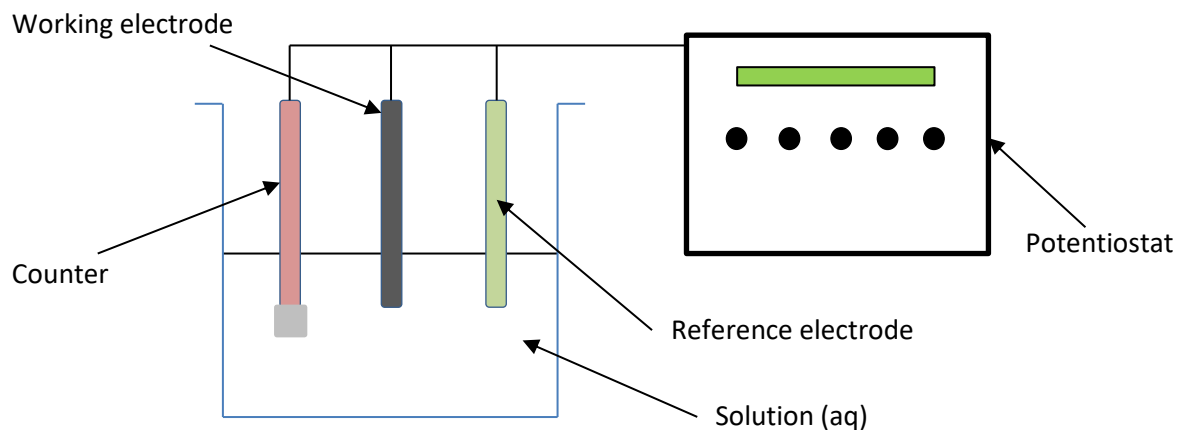 Working electrode
Counter
Potentiostat
Reference electrode
Solution (aq)